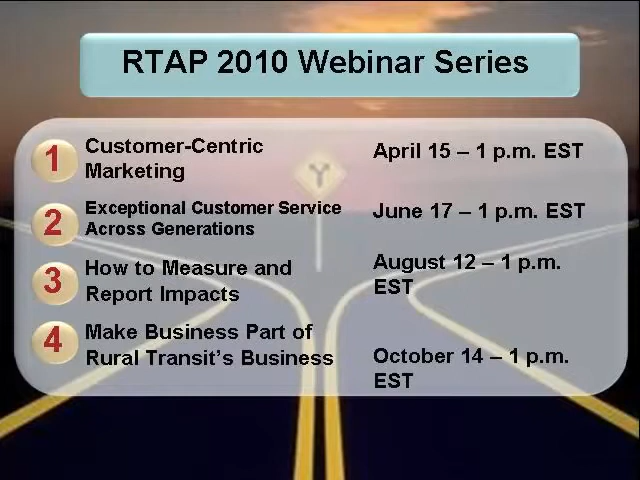 RTAP 2010 Webinar Series
1
Customer-Centric
Marketing
April 15 – 1 p.m. EST
2
Exceptional Customer Service
Across Generations
June 17 – 1 p.m. EST
3
How to Measure and
Report Impacts
August 12 – 1 p.m.
EST
4
Make Business Part of
Rural Transit's Business
October 14 – 1 p.m.
EST